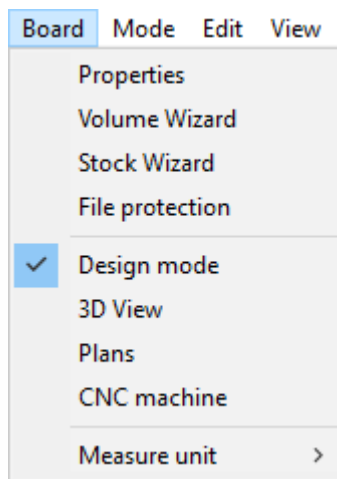 Board Mode Edit View
Properties
Volume Wizard
Stock Wizard
File protection
Design mode
3D View
Plans
CNC machine
Measure unit